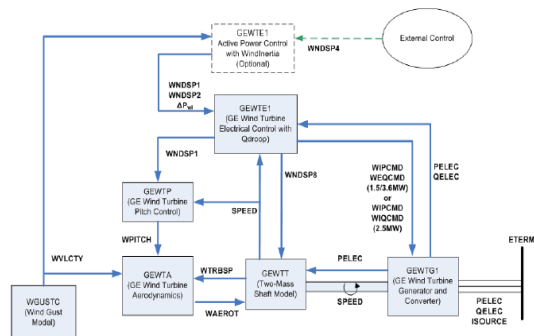 GEWTE1
Active Power Control
with WindInertia
(Optional)
WNDSP4
External Control
WNDSP1
WNDSP2
ΔPwi
GEWTE1
(GE Wind Turbine
Electrical Control with
Qdroop)
WNDSP1
WNDSP8
WIPCMD
WEQCMD
(1.5/3.6MW)
or
WIPCMD
WIQCMD
(2.5MW)
PELEC
QELEC
GEWTP
(GE Wind Turbine
Pitch Control)
SPEED
WPITCH
WVLCTY
ETERM
GEWTA
(GE Wind Turbine
Aerodynamics)
WTRBSP
WAEROT
GEWTT
(Two-Mass
Shaft Model)
PELEC
SPEED
GEWTG1
(GE Wind Turbine
Generator and
Converter)
WGUSTC
(Wind Gust
Model)
PELEC
QELEC
ISOURCE